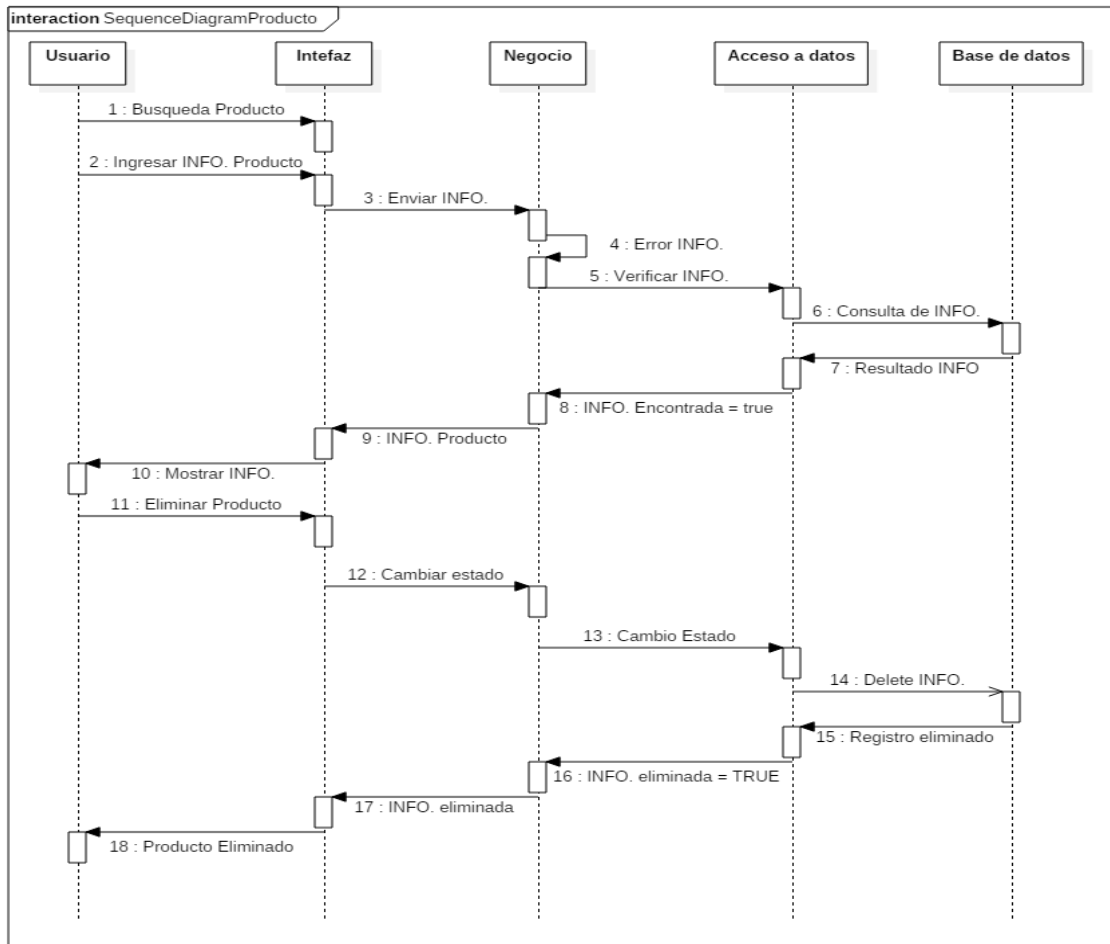 interaction SequenceDiagramProducto
Usuario
Intefaz
Negocio
Acceso a datos
Base de datos
1 : Busqueda Producto
2 : Ingresar INFO. Producto
3 : Enviar INFO.
4 : Error INFO.
5 : Verificar INFO.
6 : Consulta de INFO.
7 : Resultado INFO
8 : INFO. Encontrada = true
9 : INFO. Producto
10 : Mostrar INFO.
11 : Eliminar Producto
12 : Cambiar estado
13 : Cambio Estado
14 : Delete INFO.
15 : Registro eliminado
16 : INFO. eliminada = TRUE
17 : INFO. eliminada
18 : Producto Eliminado